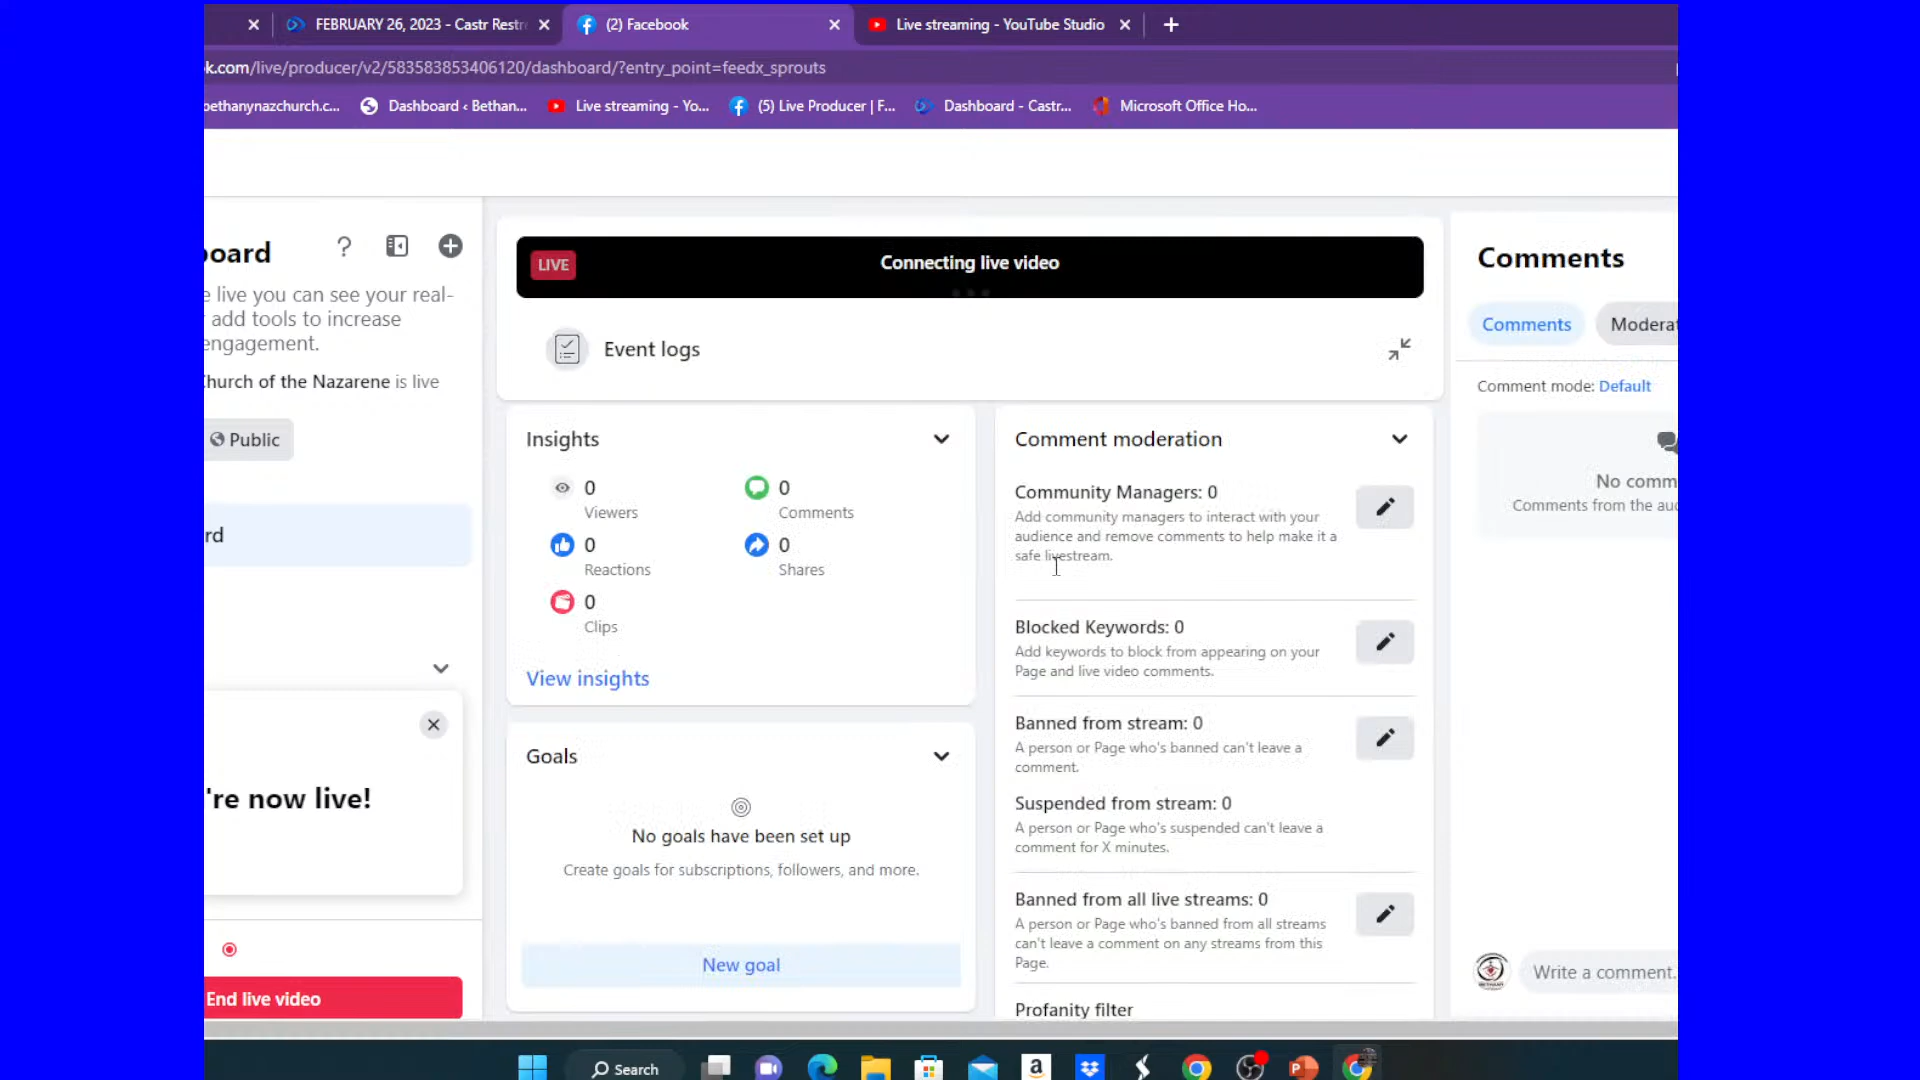 FEBRUARY 26, 2023 - Castr Restr
(2) Facebook
Live streaming - YouTube Studio
k.com/live/producer/v2/583583853406120/dashboard/?entry_point=feedx_sprouts
bethanynazchurch.c...
Dashboard ‹ Bethan...
Live streaming - Yo...
(5) Live Producer | F...
Dashboard - Castr...
Microsoft Office Ho...
board
e live you can see your real-
add tools to increase
engagement.
Church of the Nazarene is live
Public
rd
're now live!
End live video
LIVE
Connecting live video
Event logs
Insights
0
Viewers
0
Comments
0
Reactions
0
Shares
0
Clips
View insights
Goals
No goals have been set up
Create goals for subscriptions, followers, and more.
New goal
Comment moderation
Community Managers: 0
Add community managers to interact with your
audience and remove comments to help make it a
safe livestream.
Blocked Keywords: 0
Add keywords to block from appearing on your
Page and live video comments.
Banned from stream: 0
A person or Page who's banned can't leave a
comment.
Suspended from stream: 0
A person or Page who's suspended can't leave a
comment for X minutes.
Banned from all live streams: 0
A person or Page who's banned from all streams
can't leave a comment on any streams from this
Page.
Profanity filter
Comments
Comments
Moderat
Comment mode: Default
No comm
Comments from the au
Write a comment.
Search